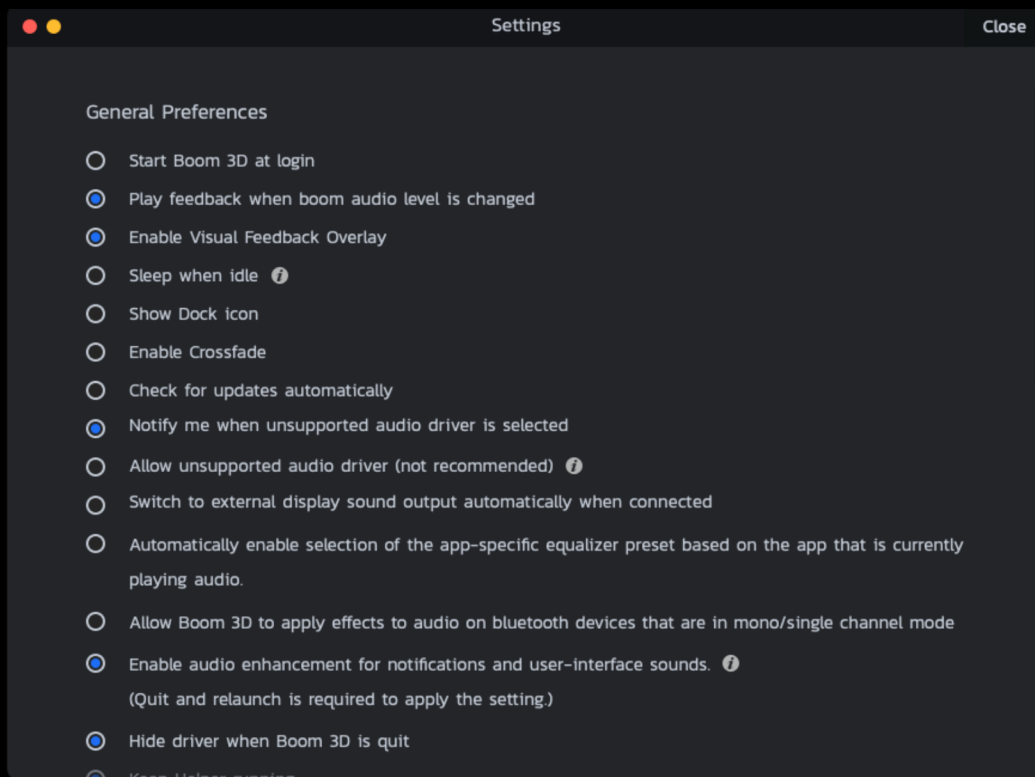 Settings
Close
General Preferences
Start Boom 3D at login
Play feedback when boom audio level is changed
Enable Visual Feedback Overlay
Sleep when idle i
Show Dock icon
Enable Crossfade
Check for updates automatically
Notify me when unsupported audio driver is selected
Allow unsupported audio driver (not recommended) i
Switch to external display sound output automatically when connected
Automatically enable selection of the app-specific equalizer preset based on the app that is currently
playing audio.
Allow Boom 3D to apply effects to audio on bluetooth devices that are in mono/single channel mode
Enable audio enhancement for notifications and user-interface sounds. i
(Quit and relaunch is required to apply the setting.)
Hide driver when Boom 3D is quit
Keep Helper running